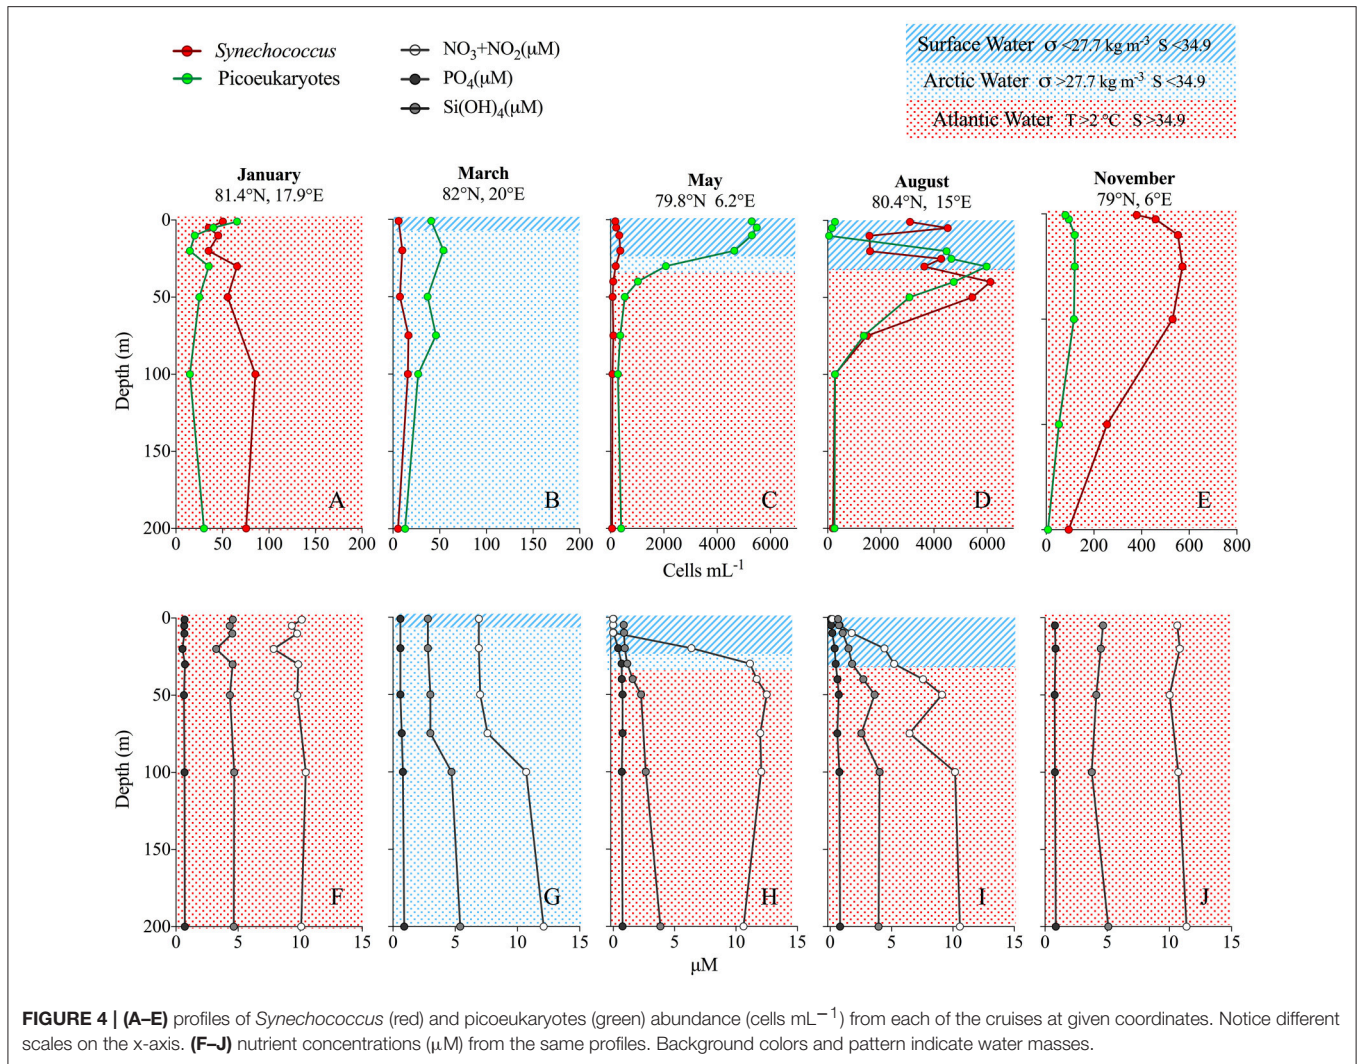 Synechococcus
Picoeukaryotes
NO3+NO2(μM)
PO4(μM)
Si(OH)4(μM)
Surface Water σ <27.7 kg m-3 S <34.9
Arctic Water σ >27.7 kg m-3 S <34.9
Atlantic Water T >2 °C S >34.9
January
81.4°N, 17.9°E
March
82°N, 20°E
May
79.8°N 6.2°E
August
80.4°N, 15°E
November
79°N, 6°E
Depth (m)
0
50
100
150
200
A
B
C
D
E
0 50 100 150 200
0 50 100 150 200
0 2000 4000 6000
0 2000 4000 6000
0 200 400 600 800
Cells mL-1
Depth (m)
0
50
100
150
200
F
G
H
I
J
0 5 10 15
0 5 10 15
0 5 10 15
0 5 10 15
0 5 10 15
μM
FIGURE 4 | (A–E) profiles of Synechococcus (red) and picoeukaryotes (green) abundance (cells mL−1) from each of the cruises at given coordinates. Notice different
scales on the x-axis. (F–J) nutrient concentrations (μM) from the same profiles. Background colors and pattern indicate water masses.